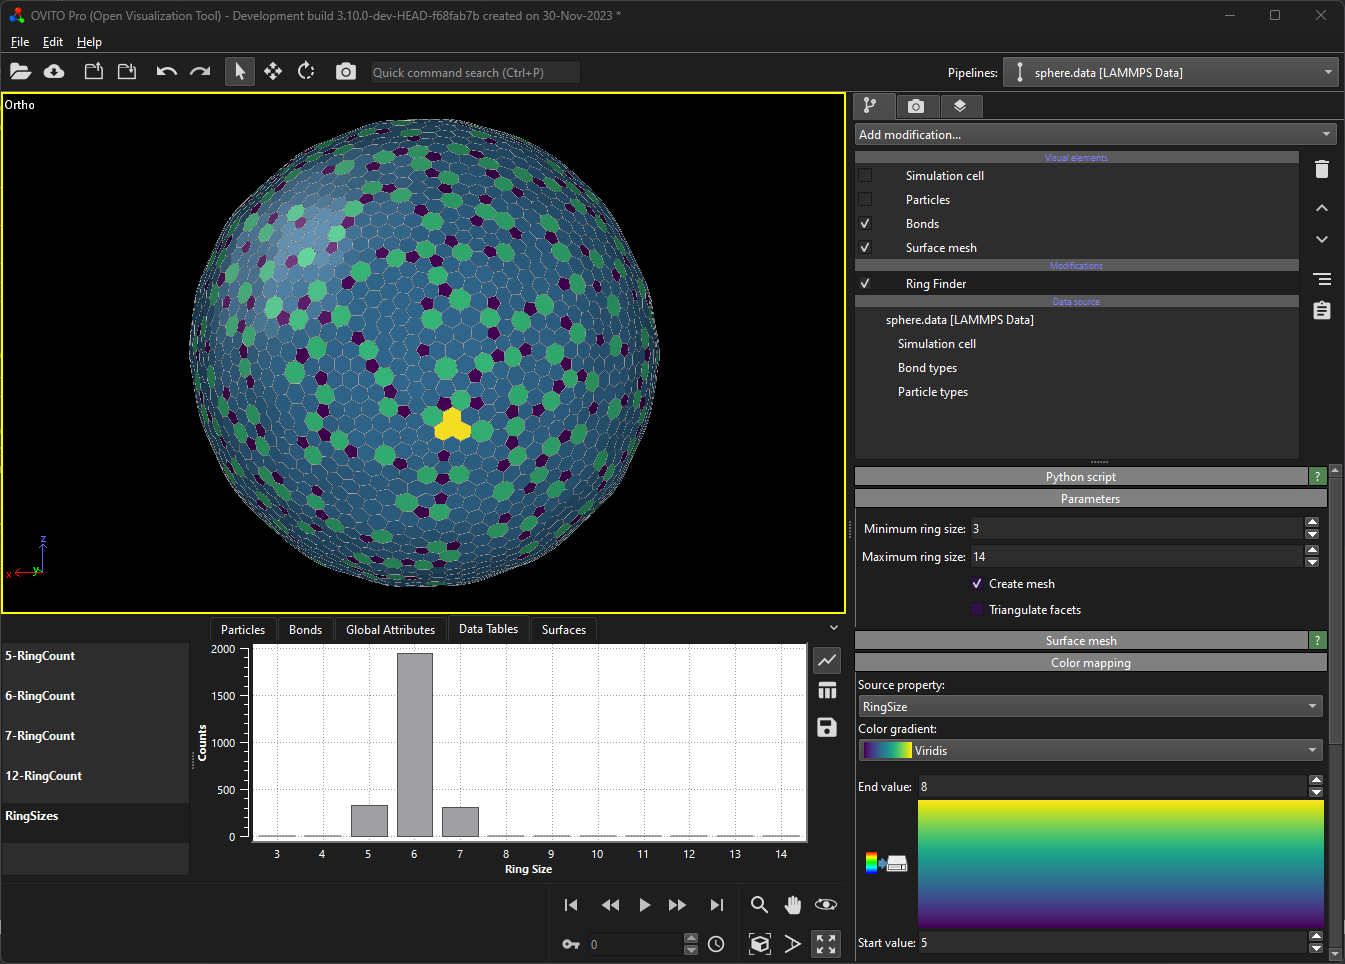 OVITO Pro (Open Visualization Tool) - Development build 3.10.0-dev-HEAD-f68fab7b created on 30-Nov-2023 *
File Edit Help
Quick command search (Ctrl+P)
Pipelines: sphere.data [LAMMPS Data]
Ortho
z
x
y
Add modification...
Visual elements
Simulation cell
Particles
Bonds
Surface mesh
Modifications
Ring Finder
Data source
sphere.data [LAMMPS Data]
Simulation cell
Bond types
Particle types
Python script ?
Parameters
Minimum ring size: 3
Maximum ring size: 14
Create mesh
Triangulate facets
Surface mesh ?
Color mapping
Source property:
RingSize
Color gradient:
Viridis
End value: 8
Start value: 5
Particles Bonds Global Attributes Data Tables Surfaces
5-RingCount
6-RingCount
7-RingCount
12-RingCount
RingSizes
Counts
2000
1500
1000
500
0
3 4 5 6 7 8 9 10 11 12 13 14
Ring Size
0